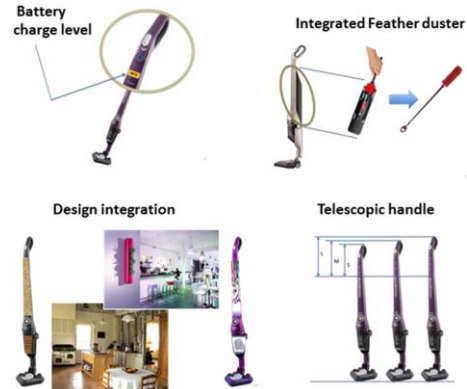 Battery
charge level
Integrated Feather duster
Design integration
Telescopic handle
L
M
S